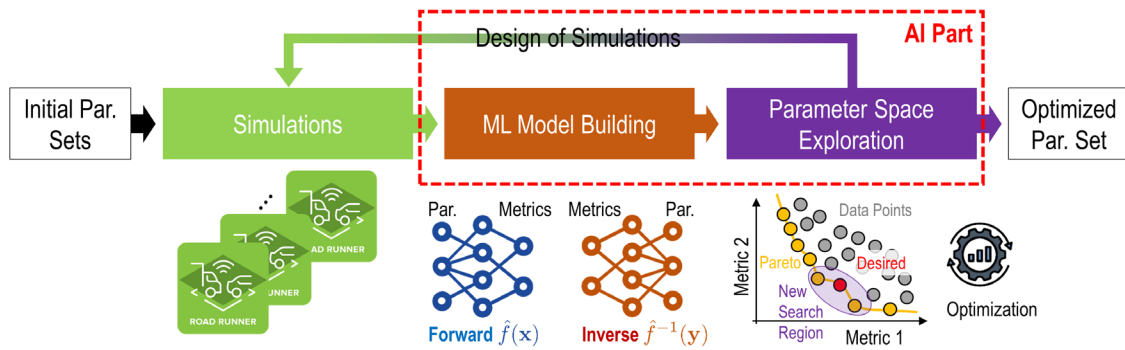 Design of Simulations
AI Part
Initial Par.
Sets
Simulations
ML Model Building
Parameter Space
Exploration
Optimized
Par. Set
AD RUNNER
UNNER
ROAD RUNNER
Par.
Metrics
Forward f̂(x)
Metrics
Par.
Inverse f̂⁻¹(y)
Metric 2
Data Points
Pareto
Desired
New
Search
Region
Metric 1
Optimization